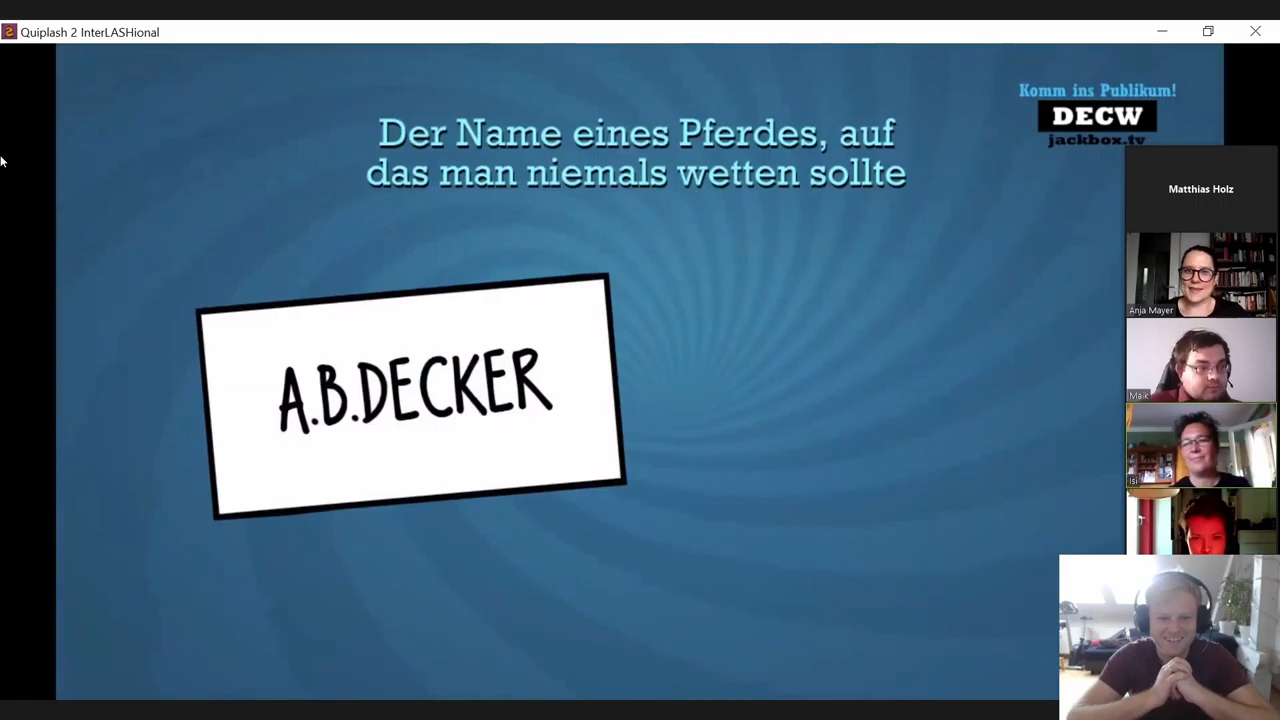 Quiplash 2 InterLASHional
Komm ins Publikum!
DECW
jackbox.tv
Der Name eines Pferdes, auf
das man niemals wetten sollte
A.B.DECKER
Matthias Holz
Anja Mayer
Maik
Isi